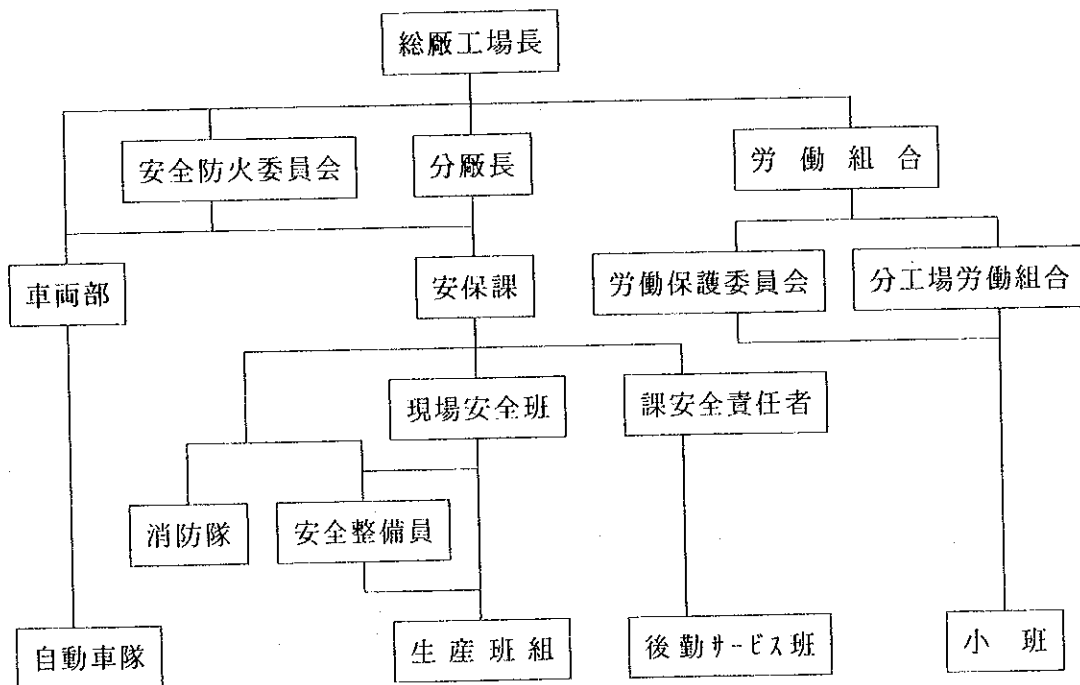 総厰工場長
安全防火委員会
分厰長
労働組合
車両部
安保課
労働保護委員会
分工場労働組合
現場安全班
課安全責任者
消防隊
安全整備員
自動車隊
生産班組
後勤サービス班
小班